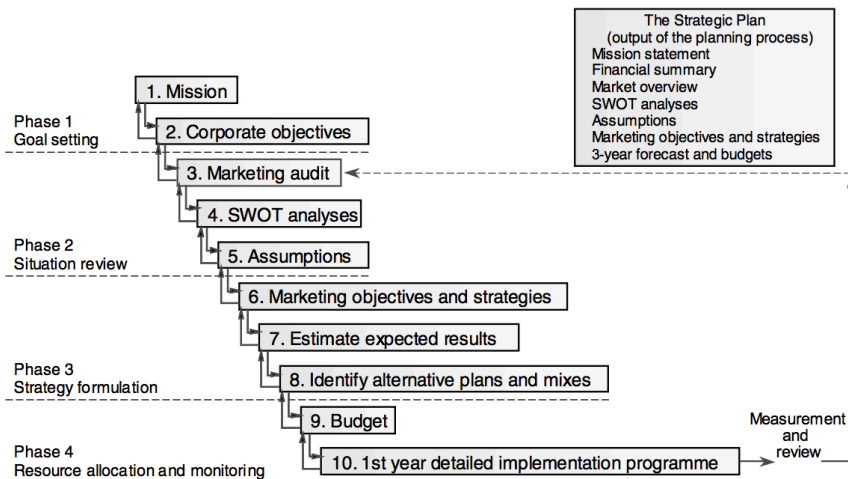 The Strategic Plan
(output of the planning process)
Mission statement
Financial summary
Market overview
SWOT analyses
Assumptions
Marketing objectives and strategies
3-year forecast and budgets
1. Mission
Phase 1
Goal setting
2. Corporate objectives
3. Marketing audit
4. SWOT analyses
Phase 2
Situation review
5. Assumptions
6. Marketing objectives and strategies
7. Estimate expected results
Phase 3
Strategy formulation
8. Identify alternative plans and mixes
9. Budget
Measurement
and
review
Phase 4
Resource allocation and monitoring
10. 1st year detailed implementation programme